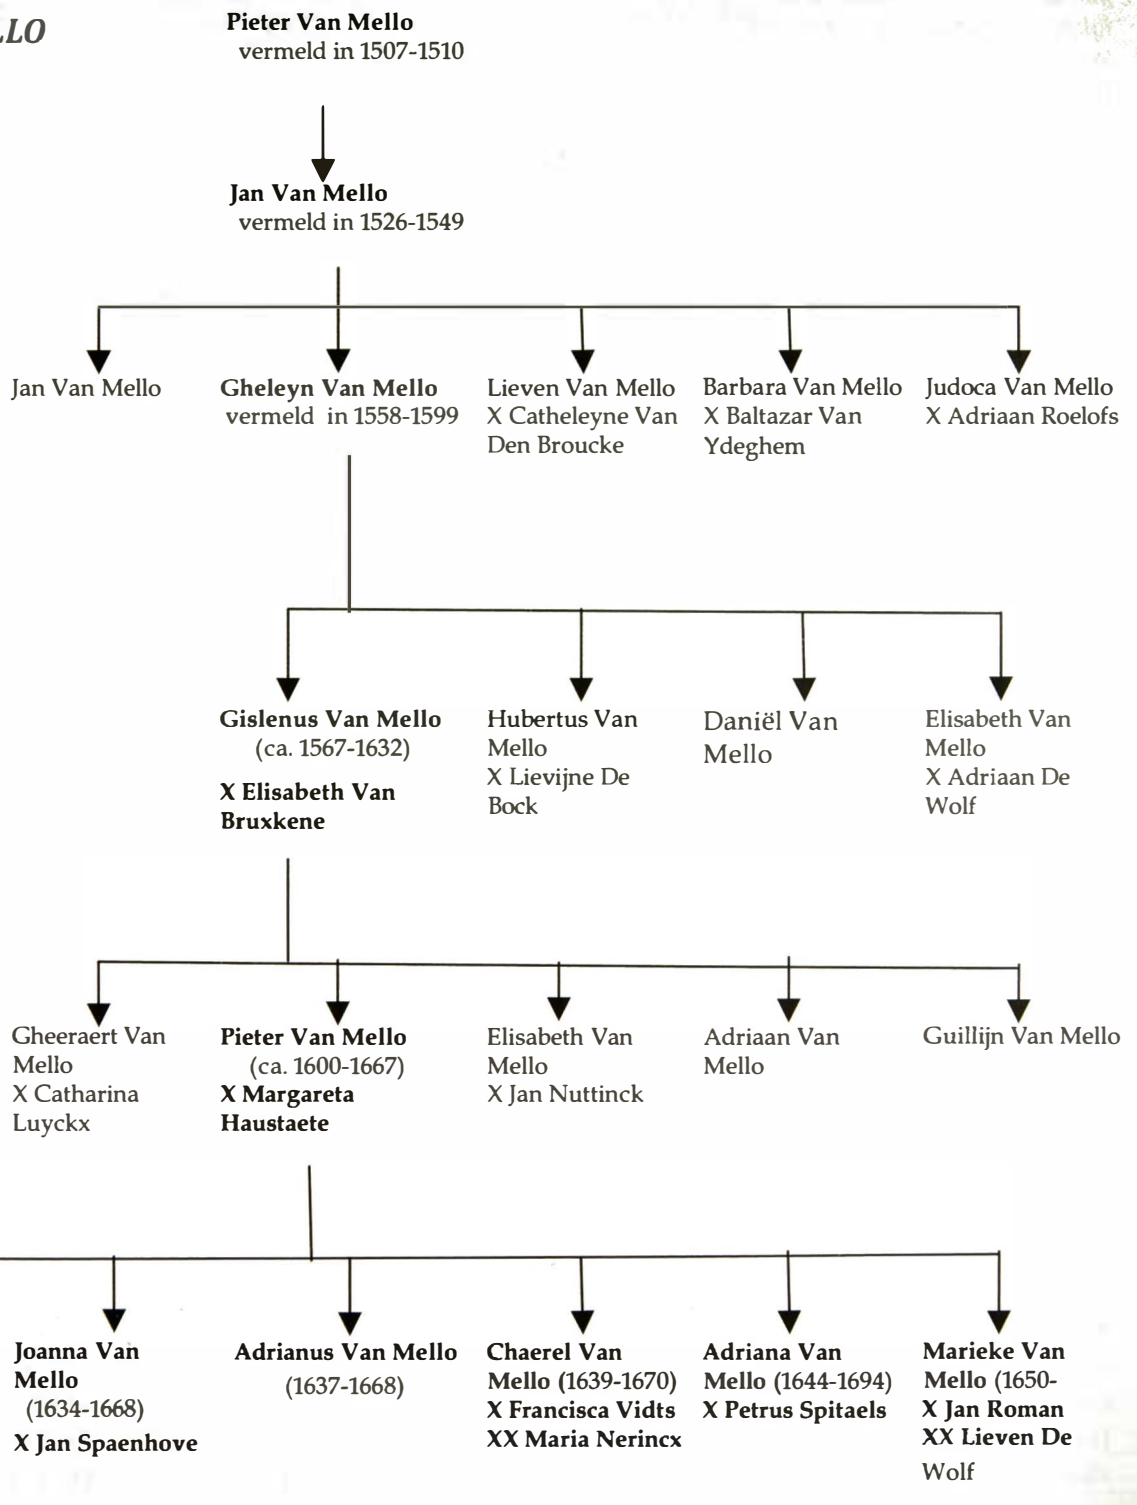 LLO
Pieter Van Mello
vermeld in 1507-1510
Jan Van Mello
vermeld in 1526-1549
Jan Van Mello
Gheleyn Van Mello
vermeld in 1558-1599
Lieven Van Mello
X Catheleyne Van
Den Broucke
Barbara Van Mello
X Baltazar Van
Ydeghem
Judoca Van Mello
X Adriaan Roelofs
Gislenus Van Mello
(ca. 1567-1632)
X Elisabeth Van
Bruxkene
Hubertus Van
Mello
X Lievijne De
Bock
Daniël Van
Mello
Elisabeth Van
Mello
X Adriaan De
Wolf
Gheeraert Van
Mello
X Catharina
Luyckx
Pieter Van Mello
(ca. 1600-1667)
X Margareta
Haustaete
Elisabeth Van
Mello
X Jan Nuttinck
Adriaan Van
Mello
Guillijn Van Mello
Joanna Van
Mello
(1634-1668)
X Jan Spaenhove
Adrianus Van Mello
(1637-1668)
Chaerel Van
Mello (1639-1670)
X Francisca Vidts
XX Maria Nerincx
Adriana Van
Mello (1644-1694)
X Petrus Spitaels
Marieke Van
Mello (1650-
X Jan Roman
XX Lieven De
Wolf